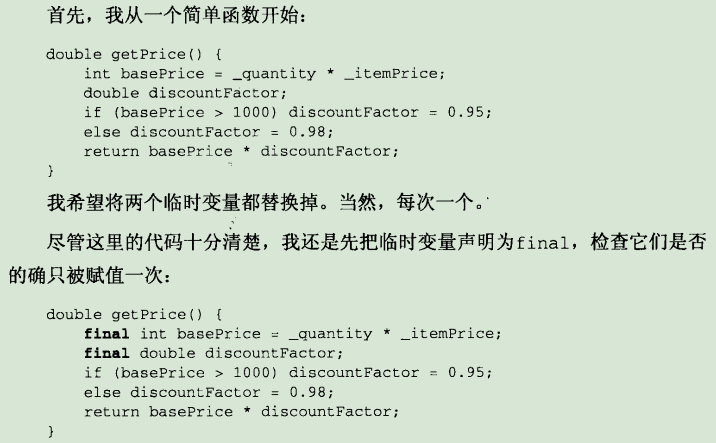 首先，我从一个简单函数开始：
double getPrice() {
int basePrice = _quantity * _itemPrice;
double discountFactor;
if (basePrice > 1000) discountFactor = 0.95;
else discountFactor = 0.98;
return basePrice * discountFactor;
}
我希望将两个临时变量都替换掉。当然，每次一个。
尽管这里的代码十分清楚，我还是先把临时变量声明为final，检查它们是否
的确只被赋值一次：
double getPrice() {
final int basePrice = _quantity * _itemPrice;
final double discountFactor;
if (basePrice > 1000) discountFactor = 0.95;
else discountFactor = 0.98;
return basePrice * discountFactor;
}